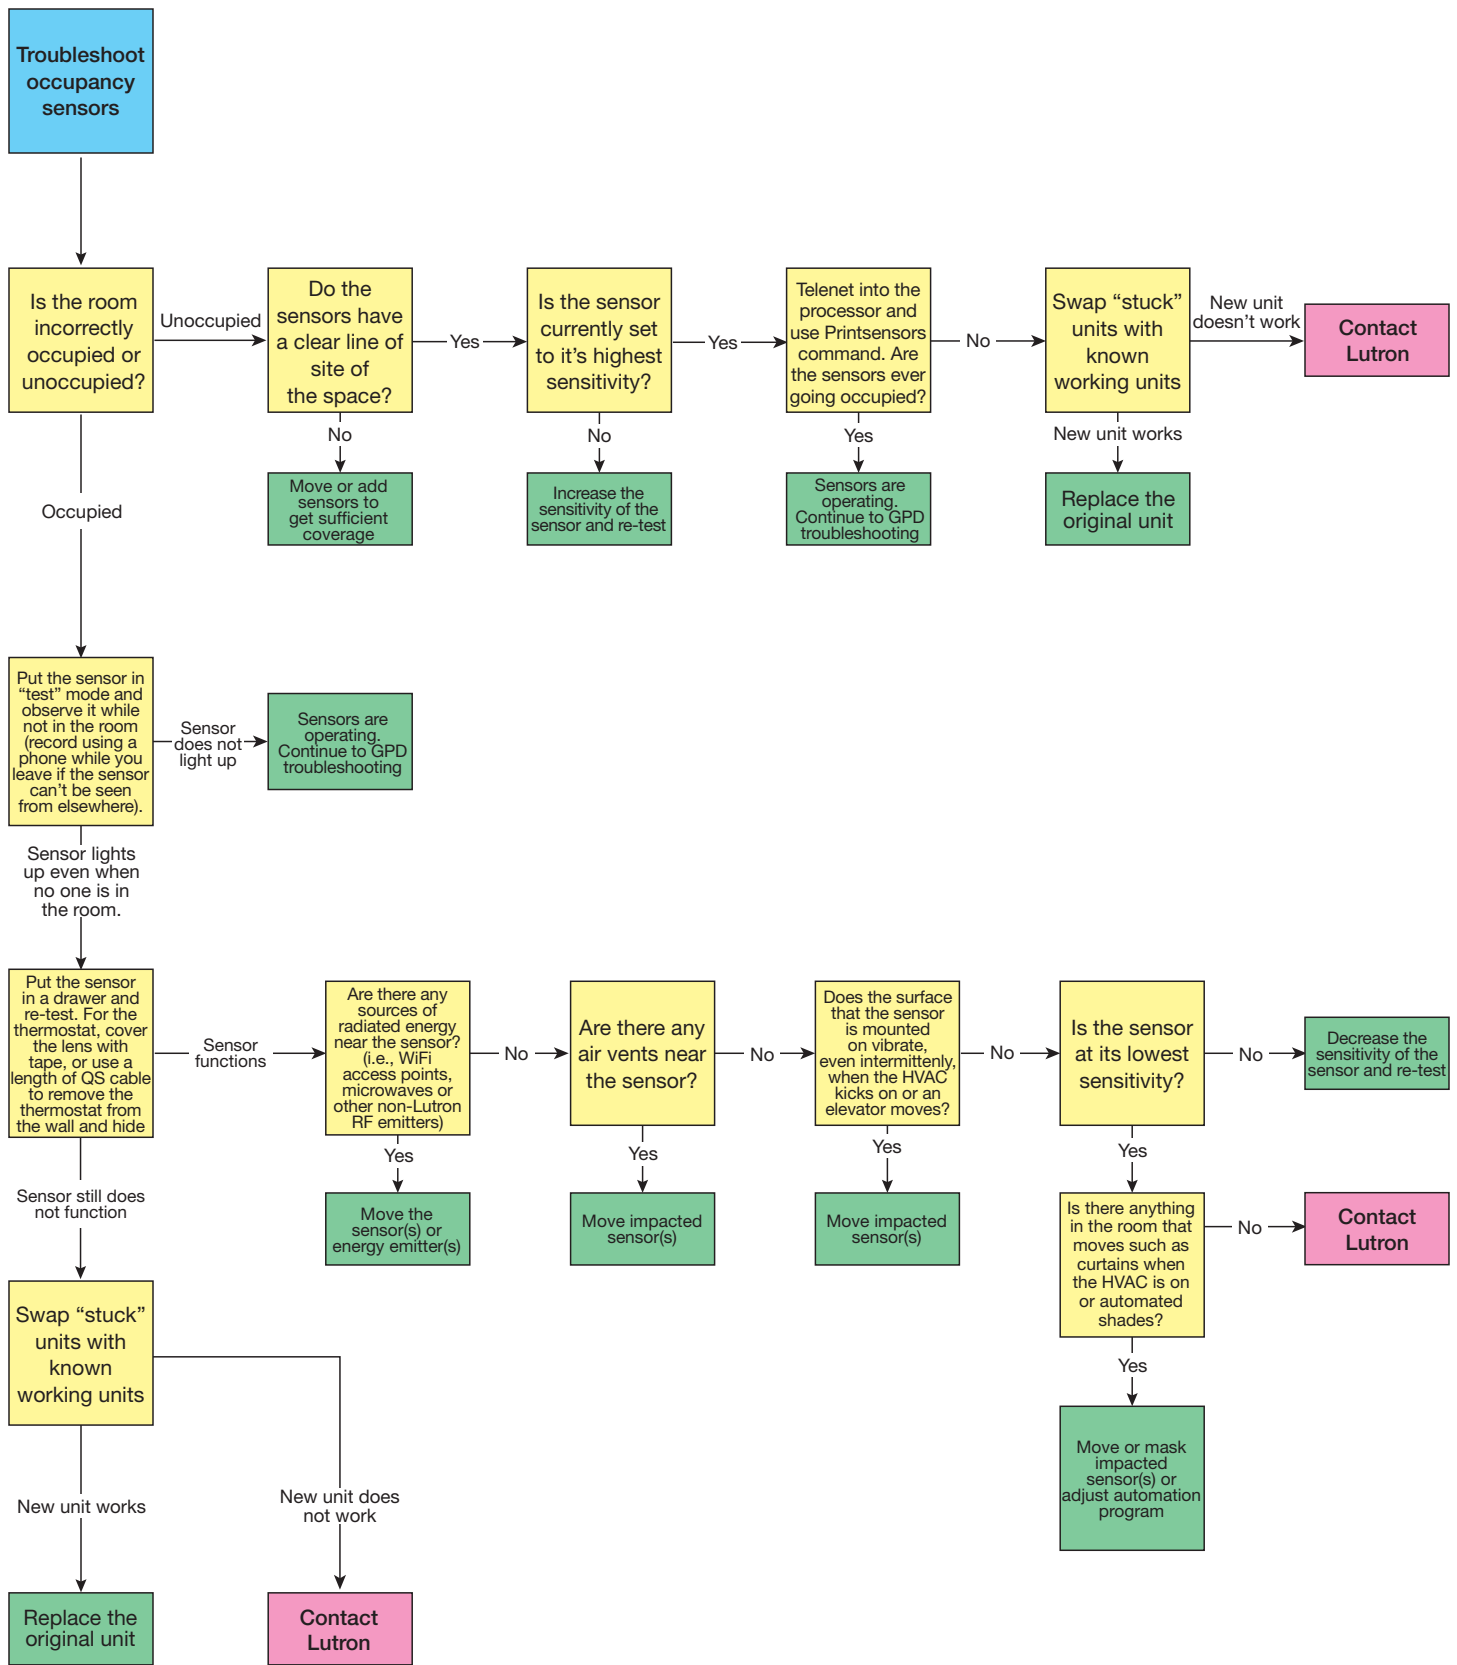 Troubleshoot
occupancy
sensors
Is the room
incorrectly
occupied or
unoccupied?
Unoccupied
Do the
sensors have
a clear line of
site of
the space?
Yes
Is the sensor
currently set
to it’s highest
sensitivity?
Yes
Telenet into the
processor and
use Printsensors
command. Are
the sensors ever
going occupied?
No
Swap “stuck”
units with
known
working units
New unit
doesn’t work
Contact
Lutron
No
Move or add
sensors to
get sufficient
coverage
No
Increase the
sensitivity of the
sensor and re-test
Yes
Sensors are
operating.
Continue to GPD
troubleshooting
New unit works
Replace the
original unit
Occupied
Put the sensor in
“test” mode and
observe it while
not in the room
(record using a
phone while you
leave if the sensor
can’t be seen
from elsewhere).
Sensor
does not
light up
Sensors are
operating.
Continue to GPD
troubleshooting
Sensor lights
up even when
no one is in
the room.
Put the sensor
in a drawer and
re-test. For the
thermostat, cover
the lens with
tape, or use a
length of QS cable
to remove the
thermostat from
the wall and hide
Sensor
functions
Are there any
sources of
radiated energy
near the sensor?
(i.e., WiFi
access points,
microwaves or
other non-Lutron
RF emitters)
No
Are there any
air vents near
the sensor?
No
Does the surface
that the sensor
is mounted
on vibrate,
even intermittenly,
when the HVAC
kicks on or an
elevator moves?
No
Is the sensor
at its lowest
sensitivity?
No
Decrease the
sensitivity of the
sensor and re-test
Yes
Move the
sensor(s) or
energy emitter(s)
Yes
Move impacted
sensor(s)
Yes
Move impacted
sensor(s)
Yes
Is there anything
in the room that
moves such as
curtains when
the HVAC is on
or automated
shades?
No
Contact
Lutron
Yes
Move or mask
impacted
sensor(s) or
adjust automation
program
Sensor still does
not function
Swap “stuck”
units with
known
working units
New unit works
Replace the
original unit
New unit does
not work
Contact
Lutron